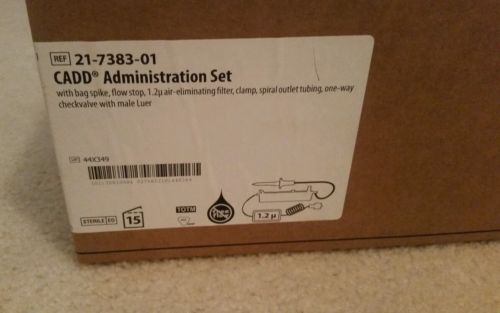 REF 21-7383-01
CADD® Administration Set
with bag spike, flow stop, 1.2µ air-eliminating filter, clamp, spiral outlet tubing, one-way
checkvalve with male Luer
44X349
STERILE EO
15
TOTM
1.2 µ